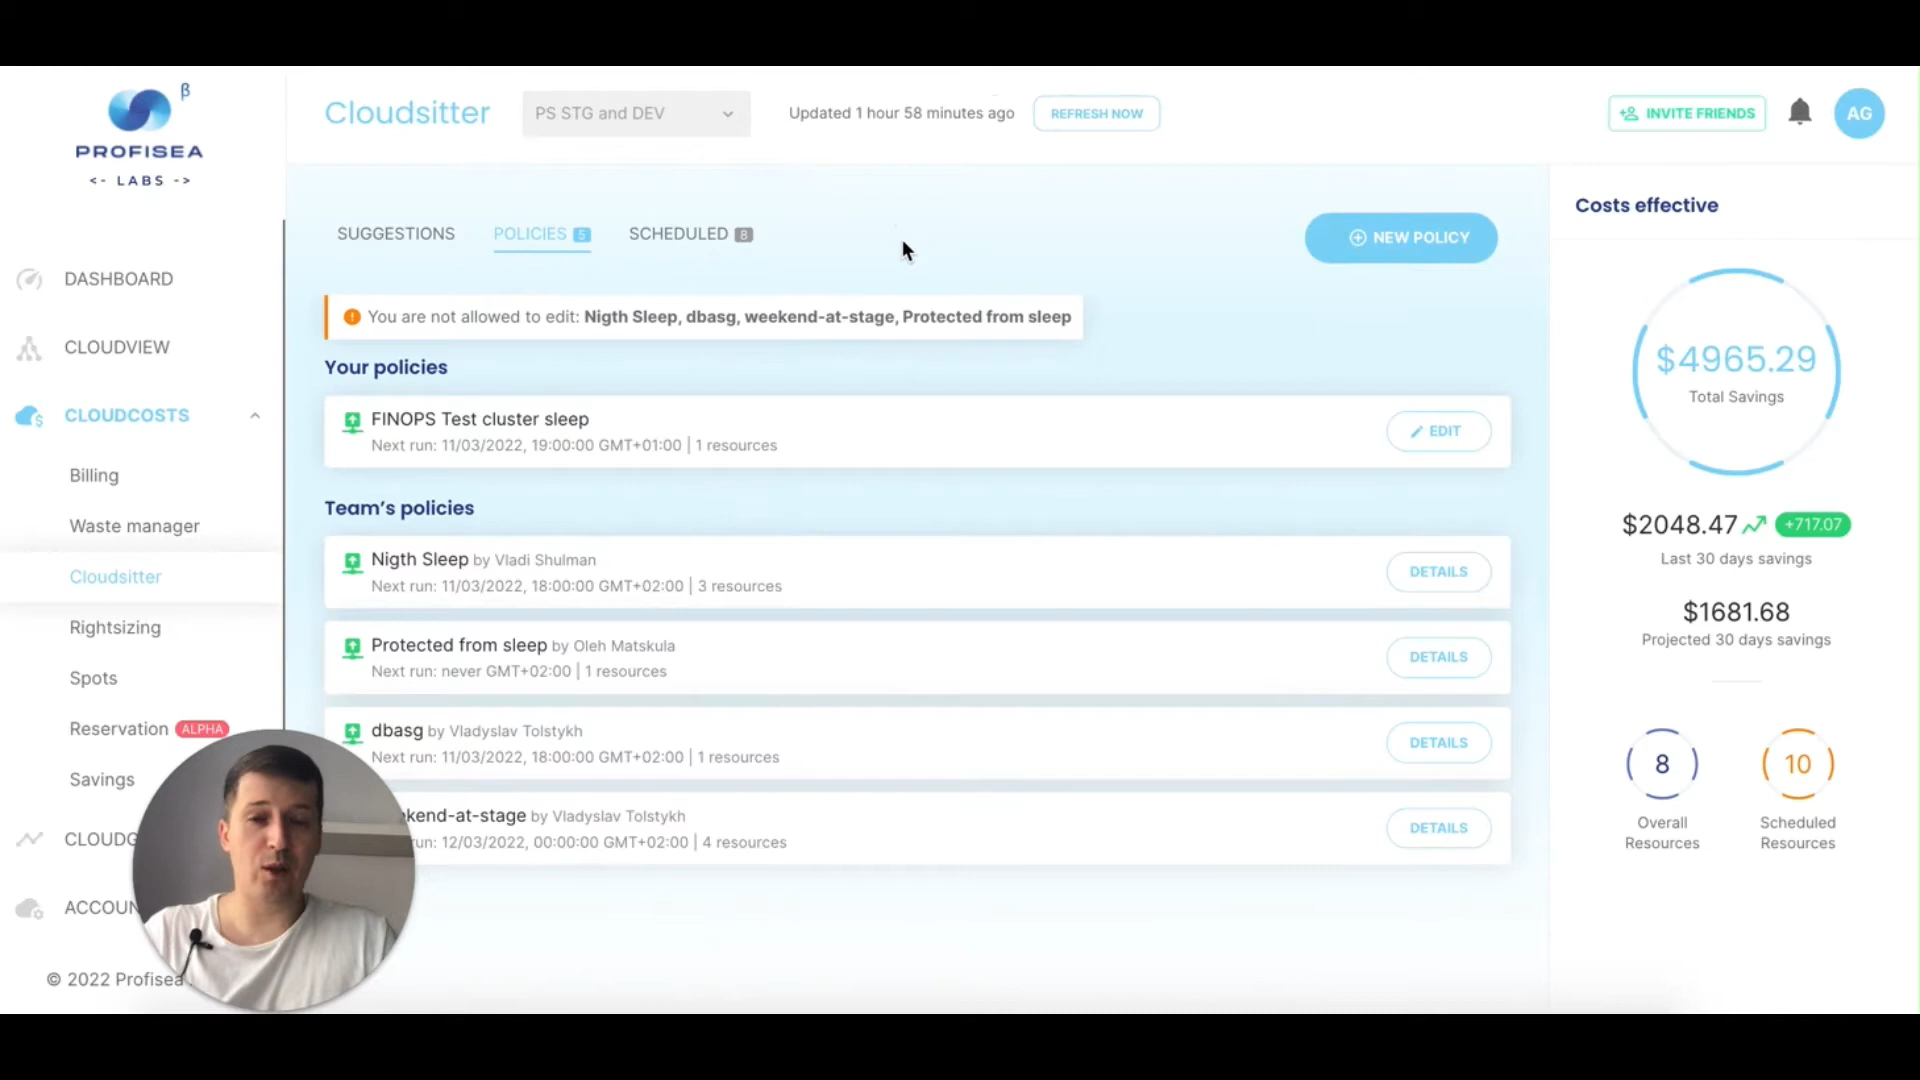 β
PROFISEA
<- LABS ->
Cloudsitter
PS STG and DEV
Updated 1 hour 58 minutes ago
REFRESH NOW
INVITE FRIENDS
AG
DASHBOARD
CLOUDVIEW
CLOUDCOSTS
Billing
Waste manager
Cloudsitter
Rightsizing
Spots
Reservation ALPHA
Savings
CLOUDG
ACCOUN
© 2022 Profisea
SUGGESTIONS
POLICIES 5
SCHEDULED 8
NEW POLICY
You are not allowed to edit: Nigth Sleep, dbasg, weekend-at-stage, Protected from sleep
Your policies
FINOPS Test cluster sleep
Next run: 11/03/2022, 19:00:00 GMT+01:00 | 1 resources
EDIT
Team's policies
Nigth Sleep by Vladi Shulman
Next run: 11/03/2022, 18:00:00 GMT+02:00 | 3 resources
DETAILS
Protected from sleep by Oleh Matskula
Next run: never GMT+02:00 | 1 resources
DETAILS
dbasg by Vladyslav Tolstykh
Next run: 11/03/2022, 18:00:00 GMT+02:00 | 1 resources
DETAILS
kend-at-stage by Vladyslav Tolstykh
run: 12/03/2022, 00:00:00 GMT+02:00 | 4 resources
DETAILS
Costs effective
$4965.29
Total Savings
$2048.47 +717.07
Last 30 days savings
$1681.68
Projected 30 days savings
8
Overall
Resources
10
Scheduled
Resources